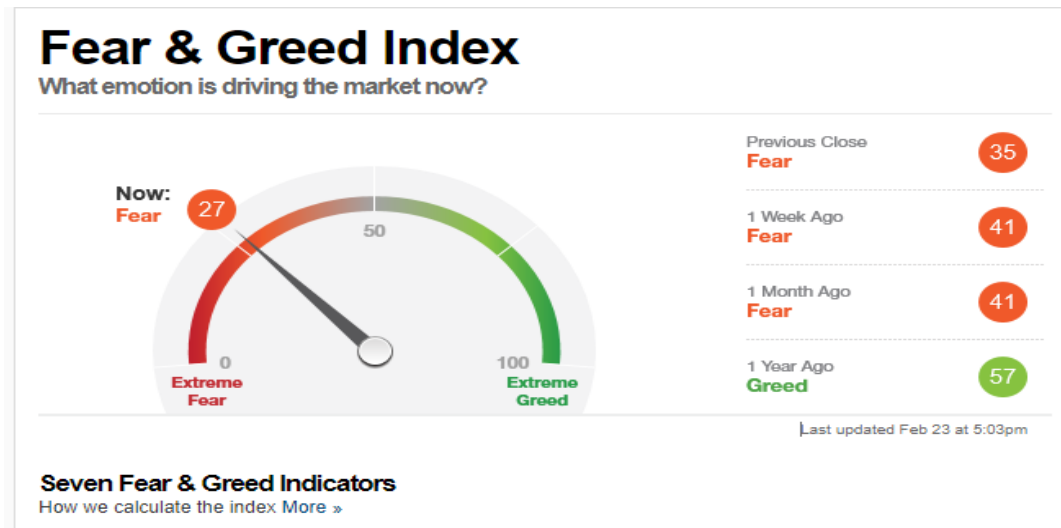 Fear & Greed Index
What emotion is driving the market now?
Now:
Fear
27
50
0
100
Extreme
Fear
Extreme
Greed
Previous Close
Fear
35
1 Week Ago
Fear
41
1 Month Ago
Fear
41
1 Year Ago
Greed
57
Last updated Feb 23 at 5:03pm
Seven Fear & Greed Indicators
How we calculate the index More »